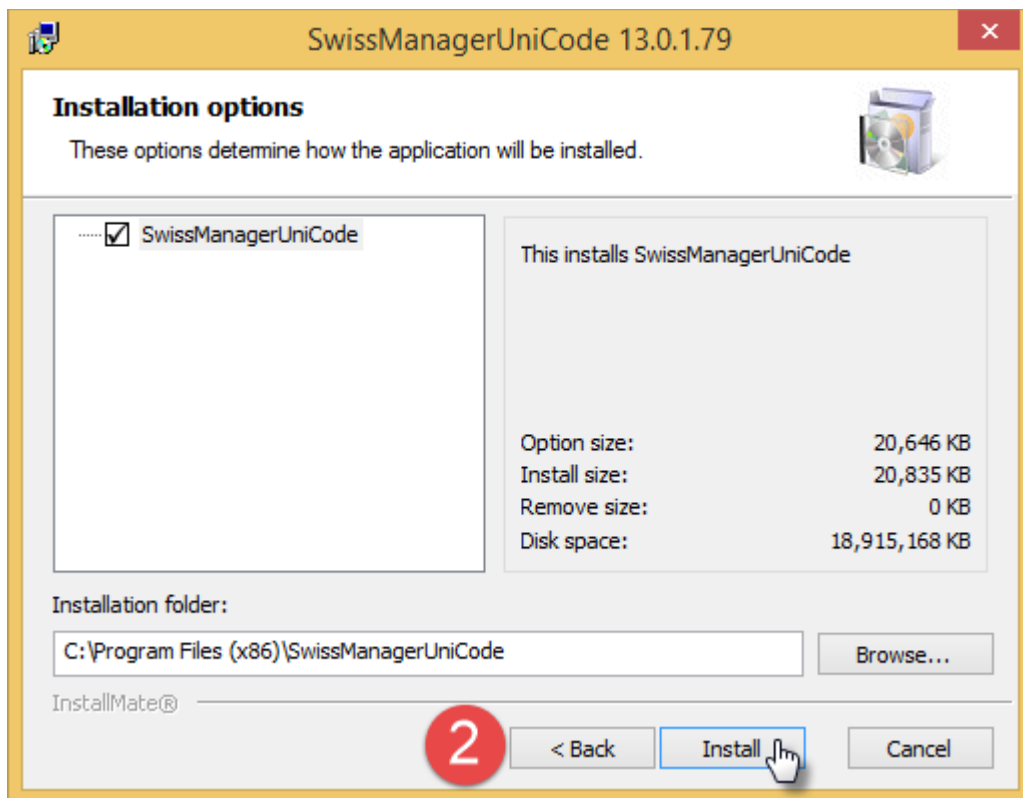 SwissManagerUniCode 13.0.1.79
Installation options
These options determine how the application will be installed.
SwissManagerUniCode
This installs SwissManagerUniCode
Option size: 20,646 KB
Install size: 20,835 KB
Remove size: 0 KB
Disk space: 18,915,168 KB
Installation folder:
C:\Program Files (x86)\SwissManagerUniCode
Browse...
InstallMate®
2 < Back Install Cancel